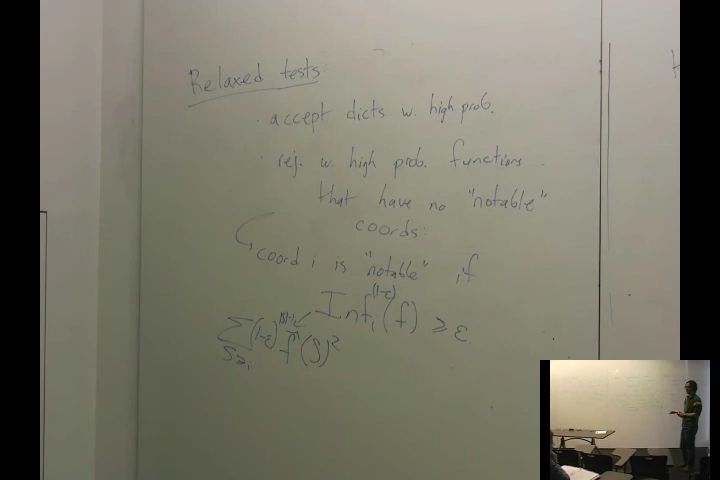 Relaxed tests:
· accept dicts w. high prob.
· rej. w. high prob. functions
that have no "notable"
coords:
coord i is "notable" if
Inf_i^{(1-ε)}(f) ≥ ε
∑_{S∋i} (1-ε)^{|S|-1} f̂(S)^2